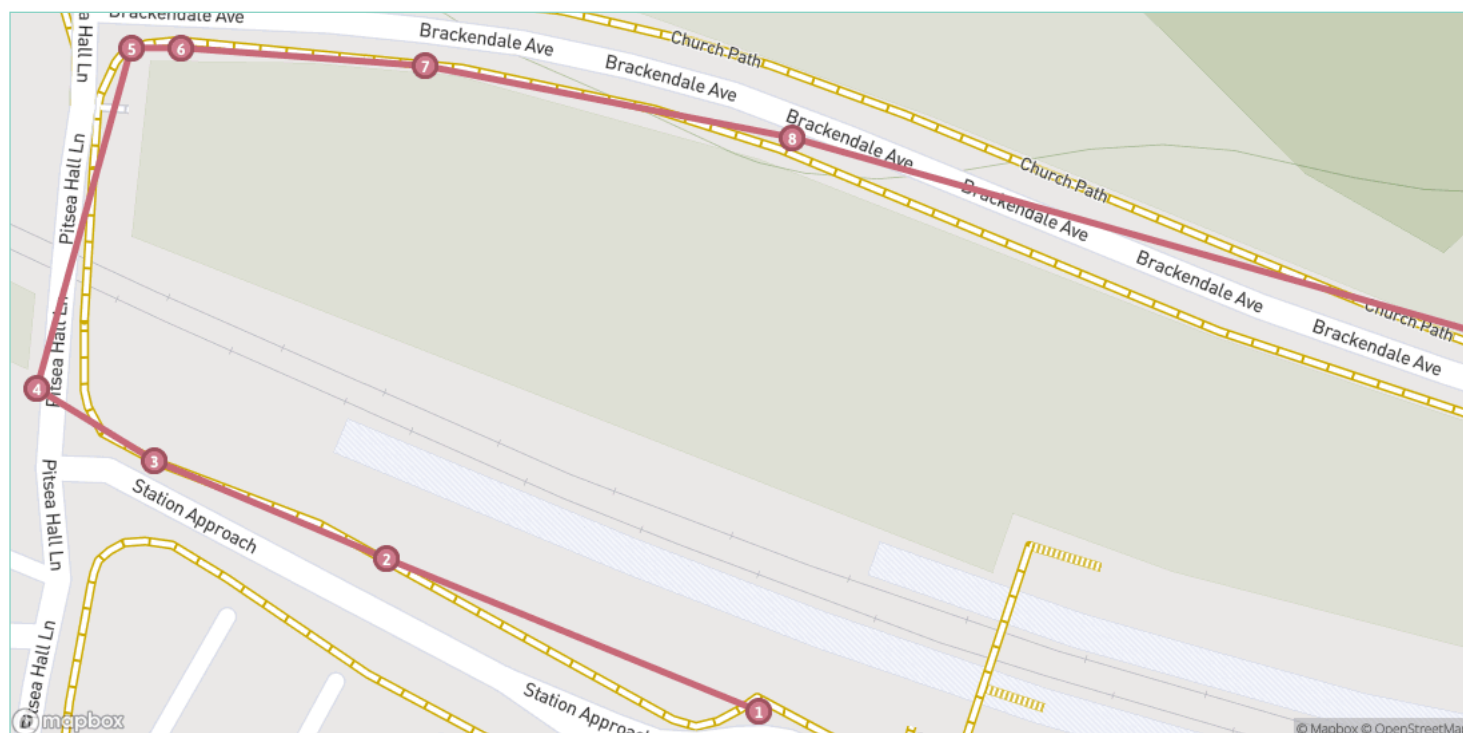 Brackendale Ave
Brackendale Ave
Church Path
Hall Ln
5
6
7
Brackendale Ave
8
Brackendale Ave
Church Path
Pitsea Hall Ln
Brackendale Ave
Brackendale Ave
Pitsea Hall Ln
Church Path
Brackendale Ave
4
3
Pitsea Hall Ln
Station Approach
2
Pitsea Hall Ln
Station Approach
1
mapbox
© Mapbox © OpenStreetMap